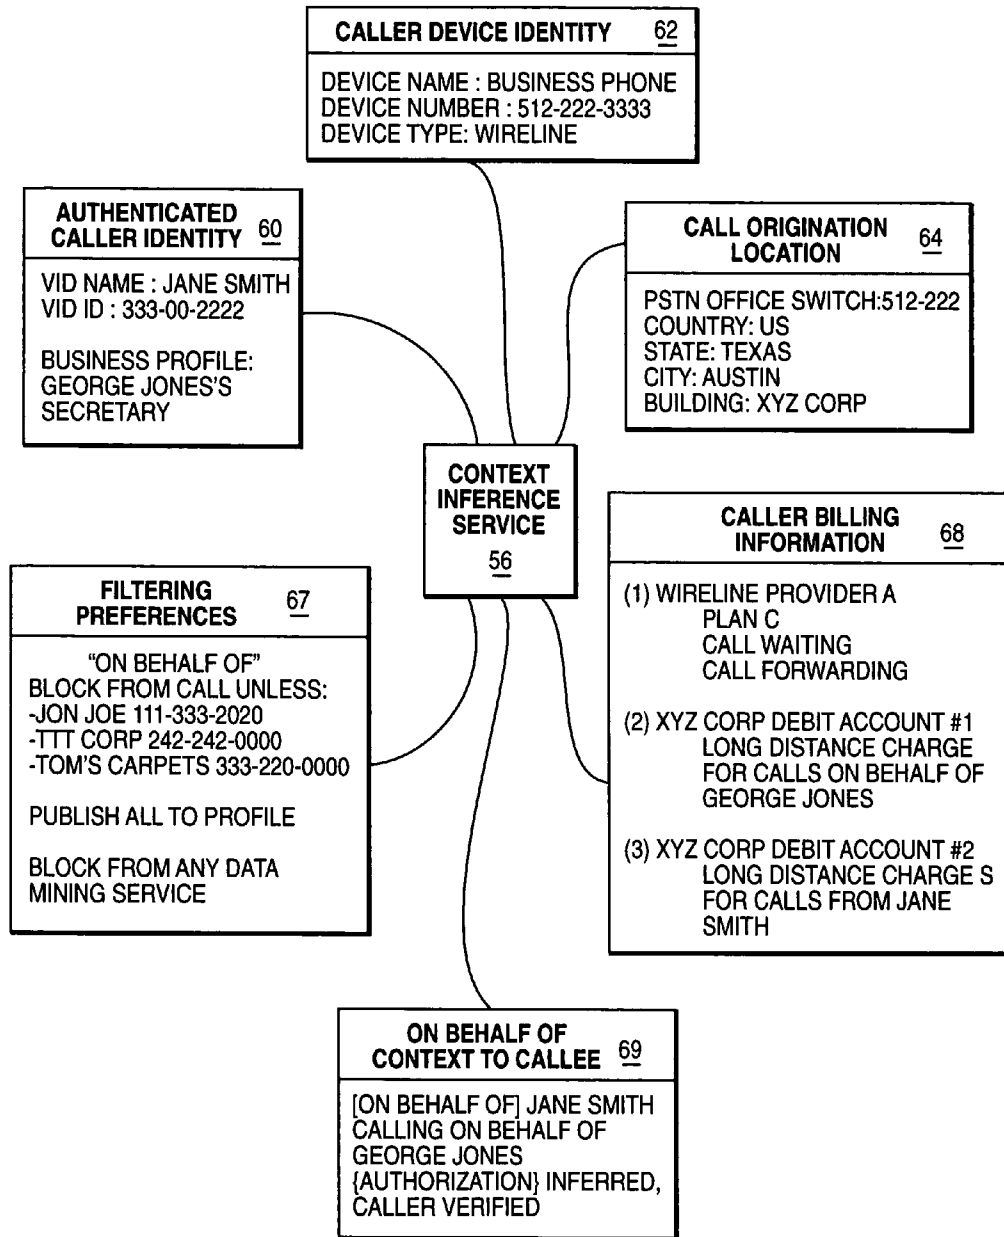 CALLER DEVICE IDENTITY 62
DEVICE NAME : BUSINESS PHONE
DEVICE NUMBER : 512-222-3333
DEVICE TYPE: WIRELINE
AUTHENTICATED
CALLER IDENTITY 60
VID NAME : JANE SMITH
VID ID : 333-00-2222
BUSINESS PROFILE:
GEORGE JONES'S
SECRETARY
CALL ORIGINATION
LOCATION 64
PSTN OFFICE SWITCH:512-222
COUNTRY: US
STATE: TEXAS
CITY: AUSTIN
BUILDING: XYZ CORP
CONTEXT
INFERENCE
SERVICE
56
FILTERING
PREFERENCES 67
"ON BEHALF OF"
BLOCK FROM CALL UNLESS:
-JON JOE 111-333-2020
-TTT CORP 242-242-0000
-TOM'S CARPETS 333-220-0000
PUBLISH ALL TO PROFILE
BLOCK FROM ANY DATA
MINING SERVICE
CALLER BILLING
INFORMATION 68
(1) WIRELINE PROVIDER A
PLAN C
CALL WAITING
CALL FORWARDING
(2) XYZ CORP DEBIT ACCOUNT #1
LONG DISTANCE CHARGE
FOR CALLS ON BEHALF OF
GEORGE JONES
(3) XYZ CORP DEBIT ACCOUNT #2
LONG DISTANCE CHARGE S
FOR CALLS FROM JANE
SMITH
ON BEHALF OF
CONTEXT TO CALLEE 69
[ON BEHALF OF] JANE SMITH
CALLING ON BEHALF OF
GEORGE JONES
{AUTHORIZATION} INFERRED,
CALLER VERIFIED